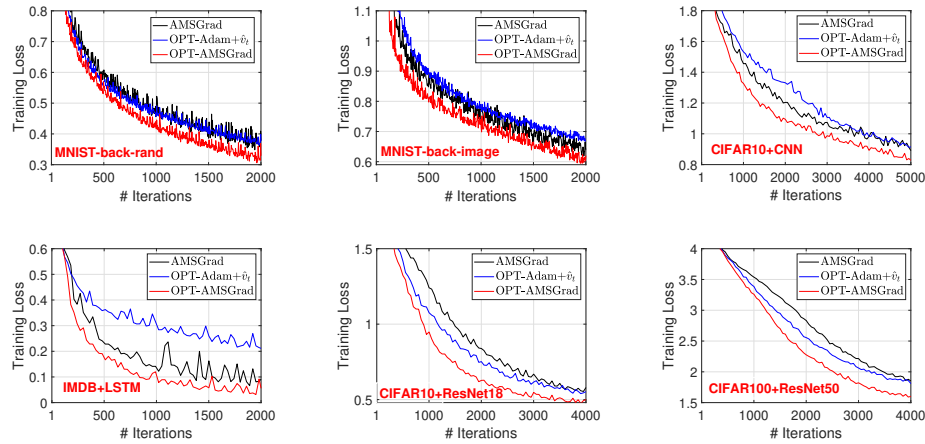 0.8
0.7
0.6
0.5
0.4
0.3
Training Loss
AMSGrad
OPT-Adam+v̂ₜ
OPT-AMSGrad
MNIST-back-rand
1 500 1000 1500 2000
# Iterations
1.1
1
0.9
0.8
0.7
0.6
Training Loss
AMSGrad
OPT-Adam+v̂ₜ
OPT-AMSGrad
MNIST-back-image
1 500 1000 1500 2000
# Iterations
1.8
1.6
1.4
1.2
1
0.8
Training Loss
AMSGrad
OPT-Adam+v̂ₜ
OPT-AMSGrad
CIFAR10+CNN
1 1000 2000 3000 4000 5000
# Iterations
0.6
0.5
0.4
0.3
0.2
0.1
0
Training Loss
AMSGrad
OPT-Adam+v̂ₜ
OPT-AMSGrad
IMDB+LSTM
1 500 1000 1500 2000
# Iterations
1.5
1
0.5
Training Loss
AMSGrad
OPT-Adam+v̂ₜ
OPT-AMSGrad
CIFAR10+ResNet18
1 1000 2000 3000 4000
# Iterations
4
3.5
3
2.5
2
1.5
Training Loss
AMSGrad
OPT-Adam+v̂ₜ
OPT-AMSGrad
CIFAR100+ResNet50
1 1000 2000 3000 4000 5000
# Iterations